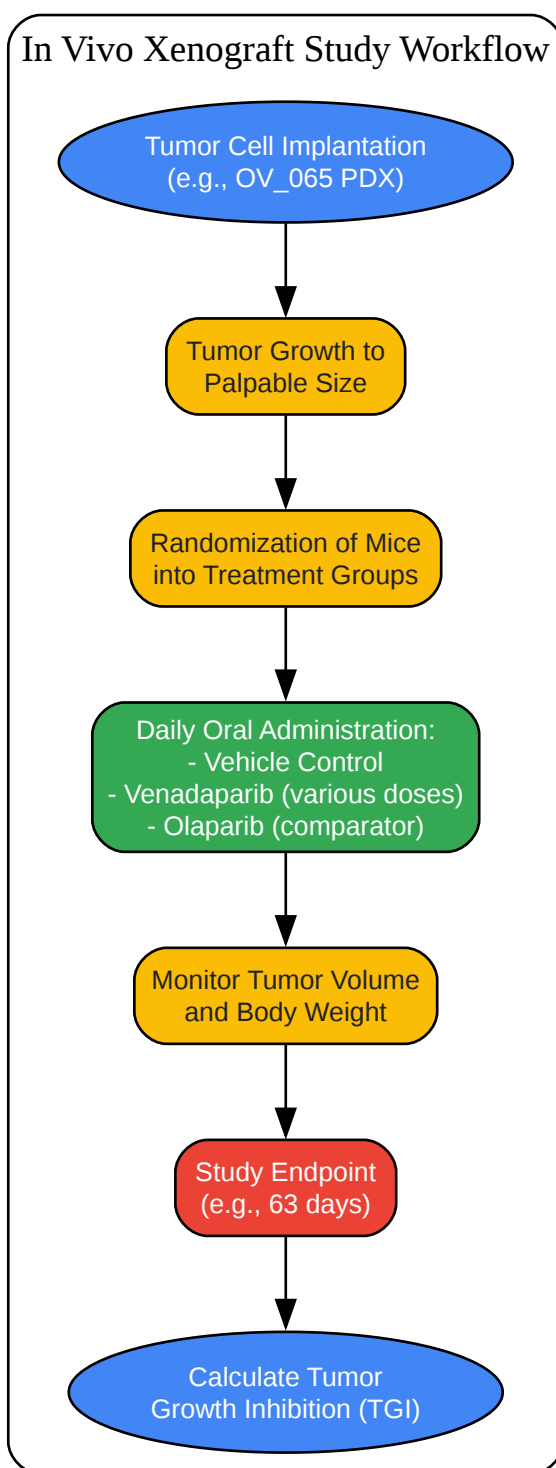 In Vivo Xenograft Study Workflow
Tumor Cell Implantation
(e.g., OV_065 PDX)
Tumor Growth to
Palpable Size
Randomization of Mice
into Treatment Groups
Daily Oral Administration:
- Vehicle Control
- Venadaparib (various doses)
- Olaparib (comparator)
Monitor Tumor Volume
and Body Weight
Study Endpoint
(e.g., 63 days)
Calculate Tumor
Growth Inhibition (TGI)